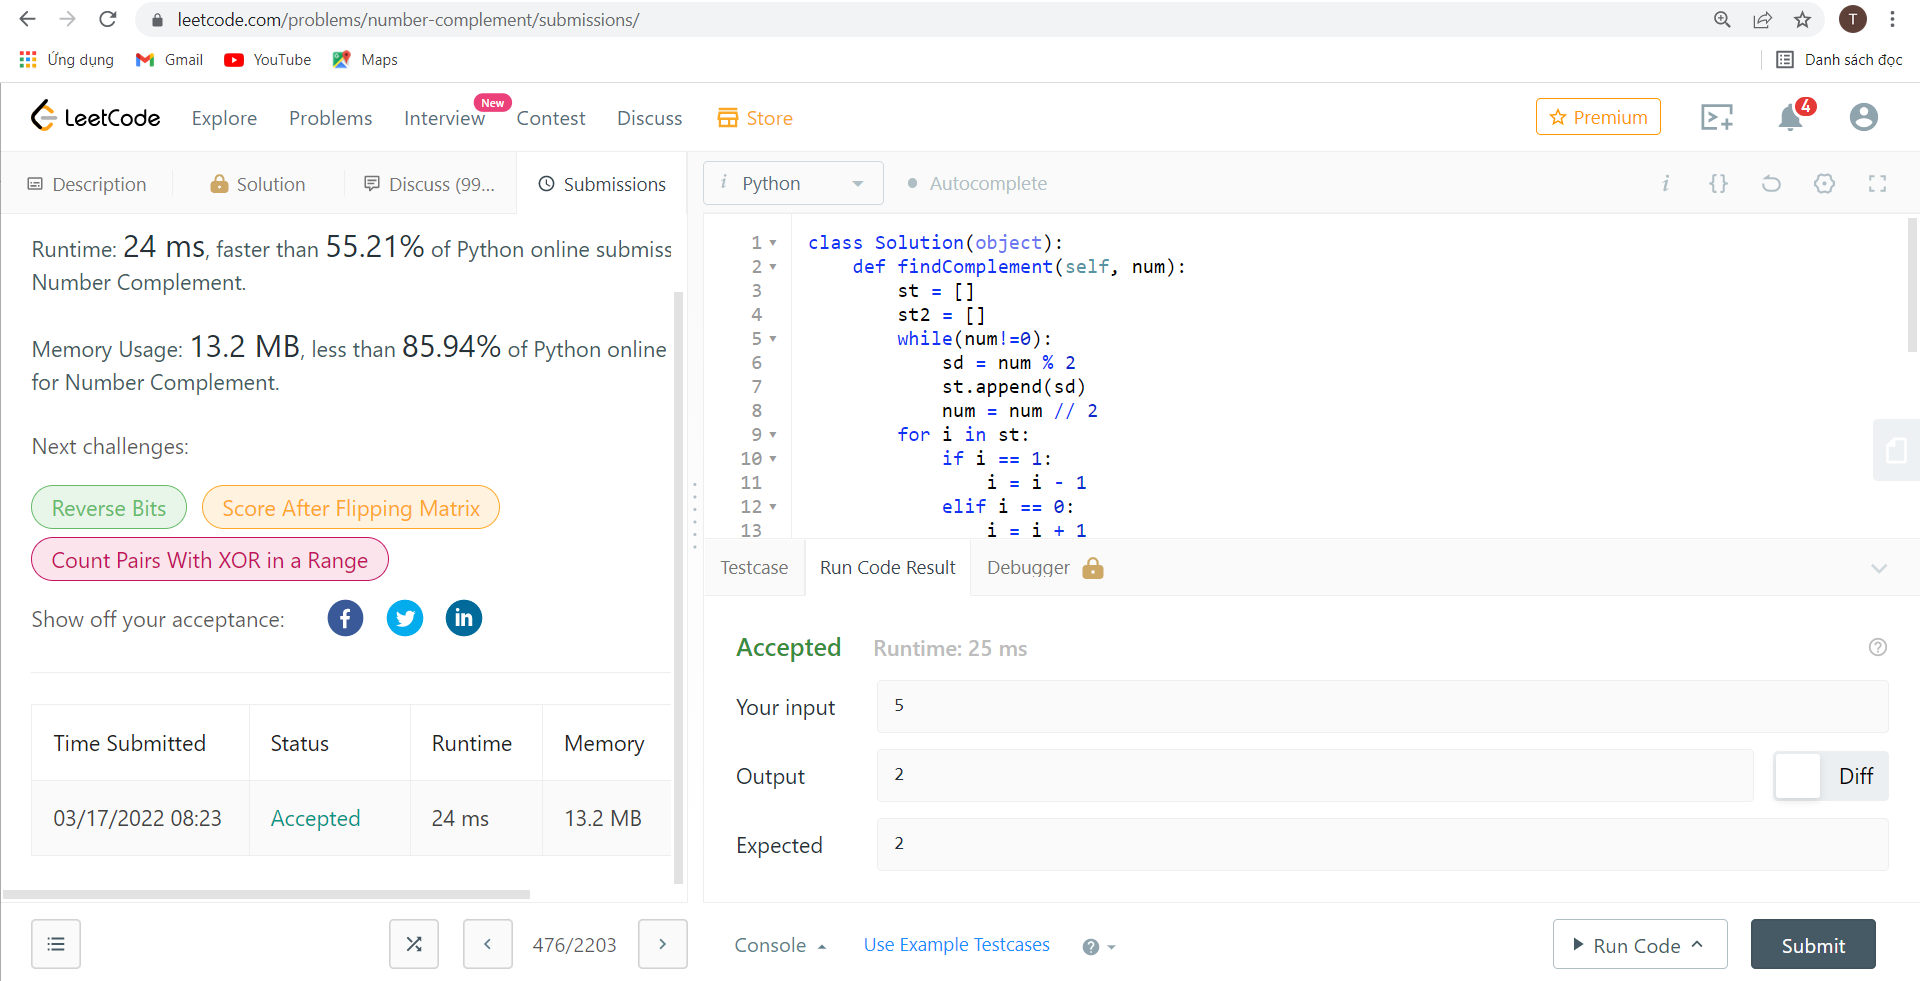 leetcode.com/problems/number-complement/submissions/
T
Ứng dụng Gmail YouTube Maps Danh sách đọc
LeetCode Explore Problems Interview New Contest Discuss Store Premium 4
Description Solution Discuss (99... Submissions
Runtime: 24 ms, faster than 55.21% of Python online submiss
Number Complement.
Memory Usage: 13.2 MB, less than 85.94% of Python online
for Number Complement.
Next challenges:
Reverse Bits Score After Flipping Matrix
Count Pairs With XOR in a Range
Show off your acceptance:
Time Submitted Status Runtime Memory
03/17/2022 08:23 Accepted 24 ms 13.2 MB
476/2203
i Python Autocomplete i {}
1 class Solution(object):
2 def findComplement(self, num):
3 st = []
4 st2 = []
5 while(num!=0):
6 sd = num % 2
7 st.append(sd)
8 num = num // 2
9 for i in st:
10 if i == 1:
11 i = i - 1
12 elif i == 0:
13 i = i + 1
Testcase Run Code Result Debugger
Accepted Runtime: 25 ms
Your input 5
Output 2 Diff
Expected 2
Console Use Example Testcases Run Code Submit